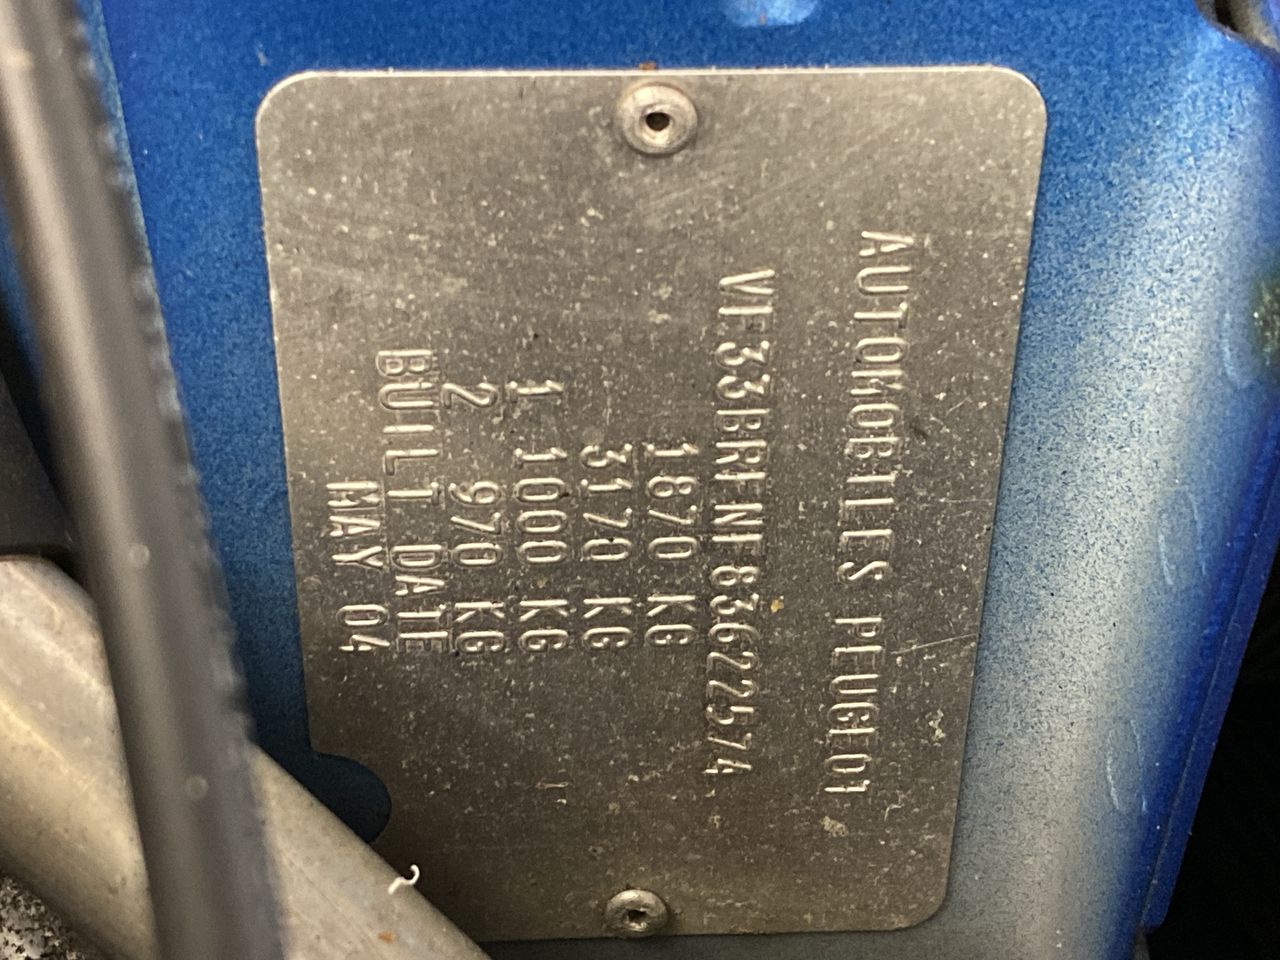 AUTOMOBILES PEUGEOT
VF33BRFNF83622574
1870 KG
3170 KG
1 1000 KG
2 970 KG
BUILT DATE
MAY 04